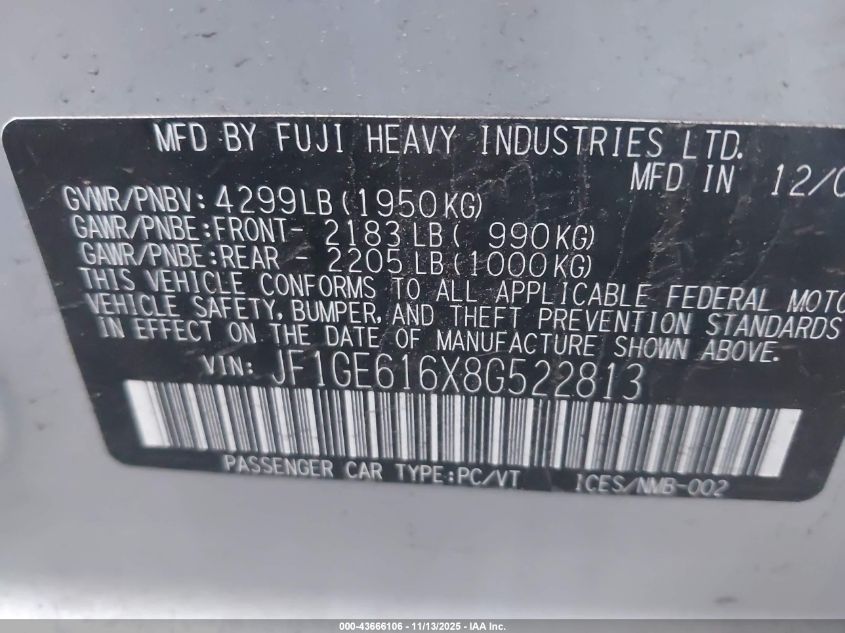 MFD BY FUJI HEAVY INDUSTRIES LTD.
MFD IN 12/0
GVWR/PNBV: 4299LB(1950KG)
GAWR/PNBE:FRONT- 2183LB( 990KG)
GAWR/PNBE:REAR - 2205LB(1000KG)
THIS VEHICLE CONFORMS TO ALL APPLICABLE FEDERAL MOTO
VEHICLE SAFETY, BUMPER, AND THEFT PREVENTION STANDARDS
IN EFFECT ON THE DATE OF MANUFACTURE SHOWN ABOVE.
VIN: JF1GE616X8G522813
PASSENGER CAR TYPE:PC/VT ICES/NMB-002
000-43666106 - 11/13/2025 - IAA Inc.